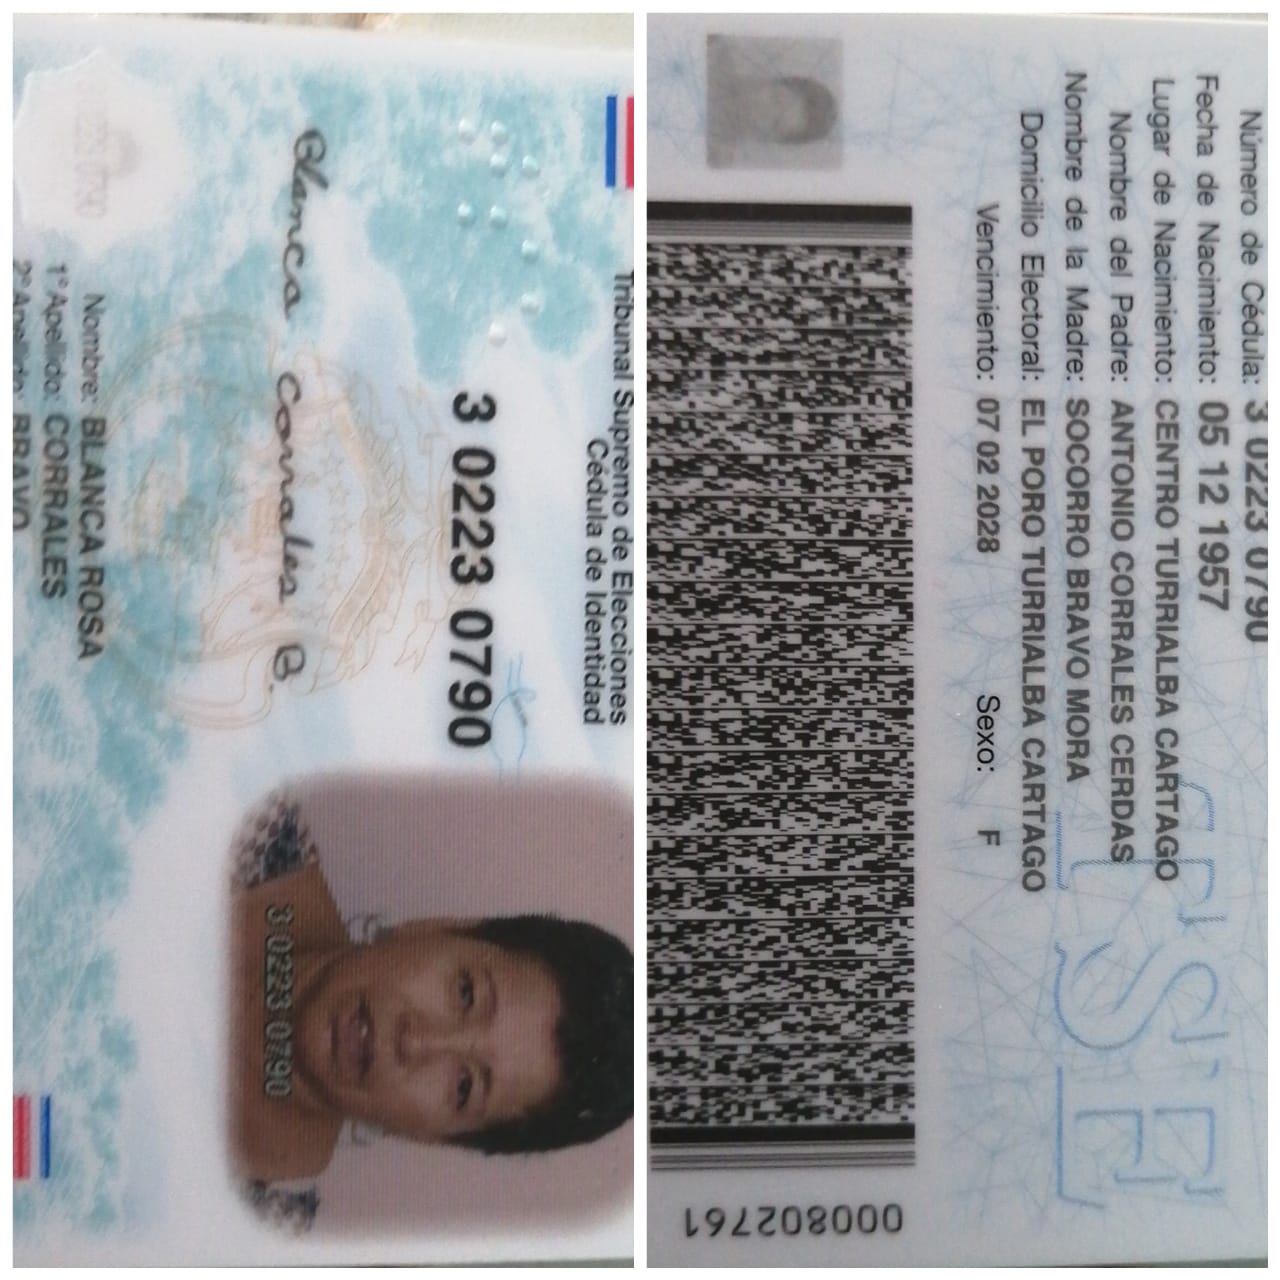 Tribunal Supremo de Elecciones
Cédula de Identidad
3 0223 0790
Blanca Corrales B.
Nombre: BLANCA ROSA
1° Apellido: CORRALES
2° Apellido: BRAVO
3 0223 0790
Número de Cédula: 3 0223 0790
Fecha de Nacimiento: 05 12 1957
Lugar de Nacimiento: CENTRO TURRIALBA CARTAGO
Nombre del Padre: ANTONIO CORRALES CERDAS
Nombre de la Madre: SOCORRO BRAVO MORA
Domicilio Electoral: EL PORO TURRIALBA CARTAGO
Vencimiento: 07 02 2028 Sexo: F
TSE
000802761